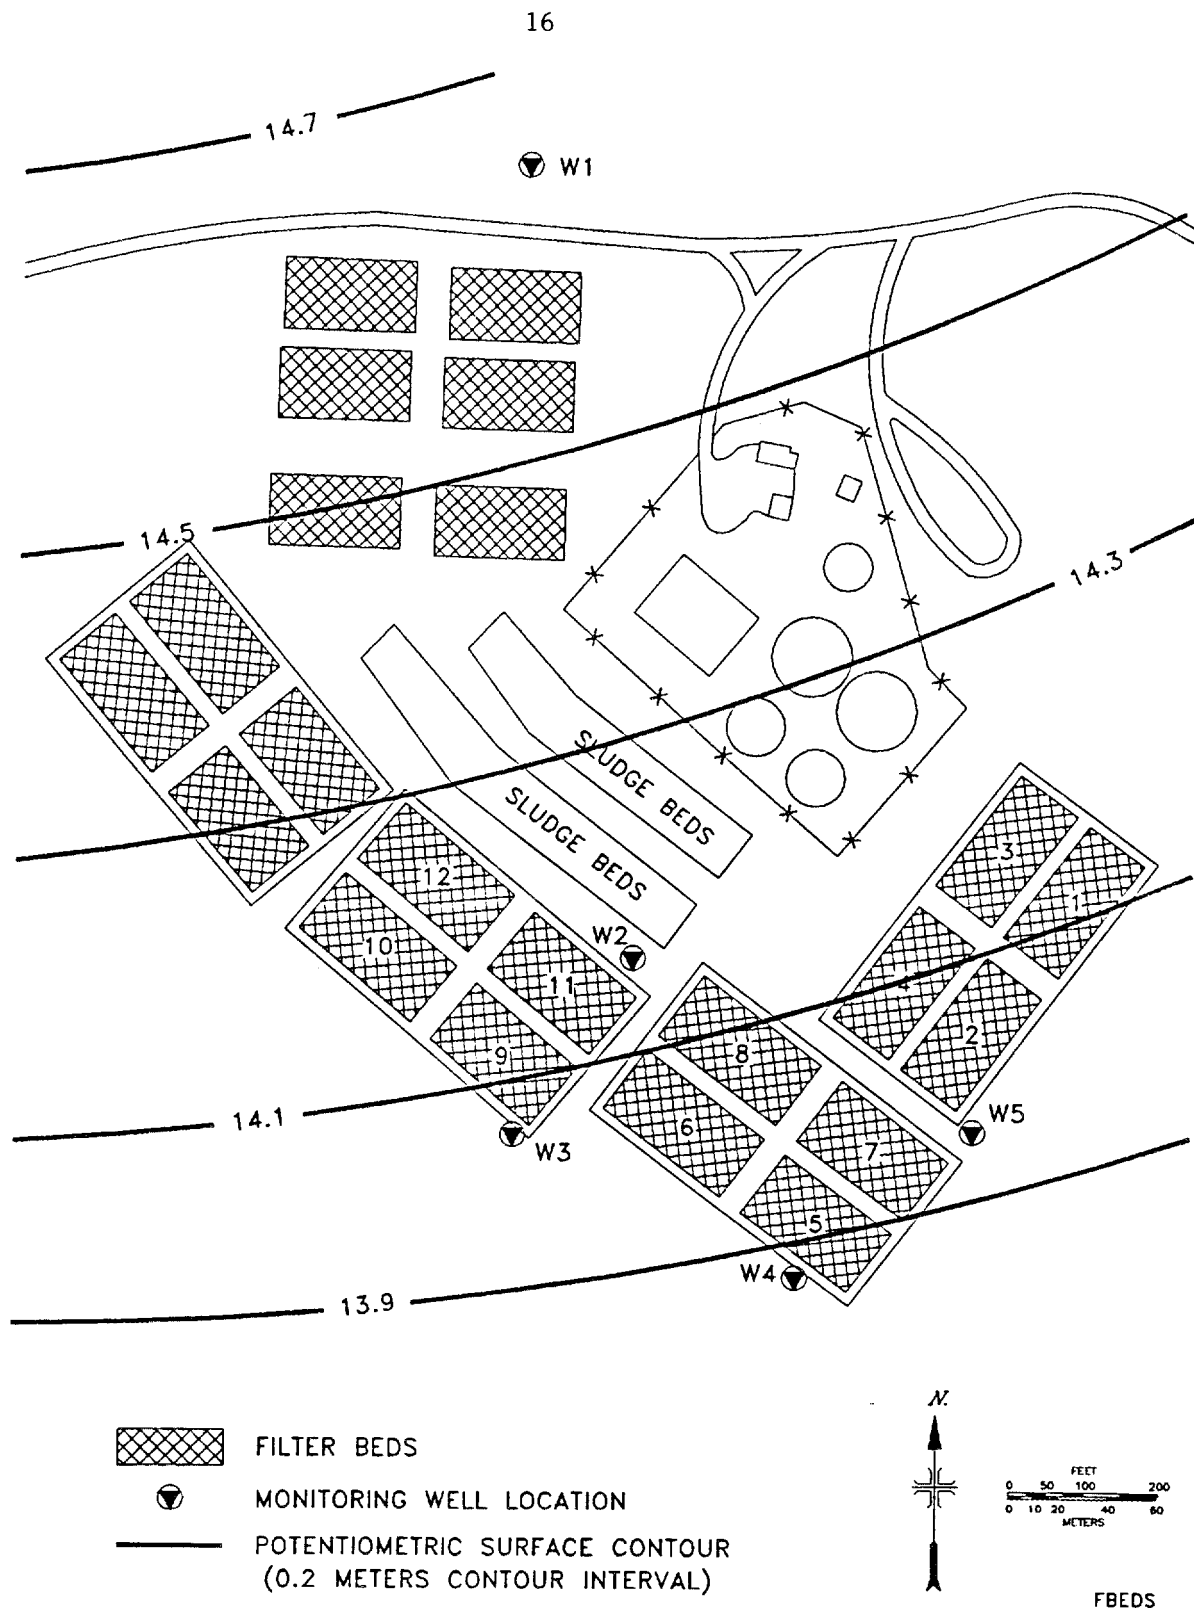 16
14.7
W1
14.5
14.3
SLUDGE BEDS
SLUDGE BEDS
3
1
12
W2
10
11
4
2
9
8
14.1
6
W5
W3
7
5
W4
13.9
N.
FILTER BEDS
FEET
0 50 100 200
0 10 20 40 60
METERS
MONITORING WELL LOCATION
POTENTIOMETRIC SURFACE CONTOUR
(0.2 METERS CONTOUR INTERVAL)
FBEDS